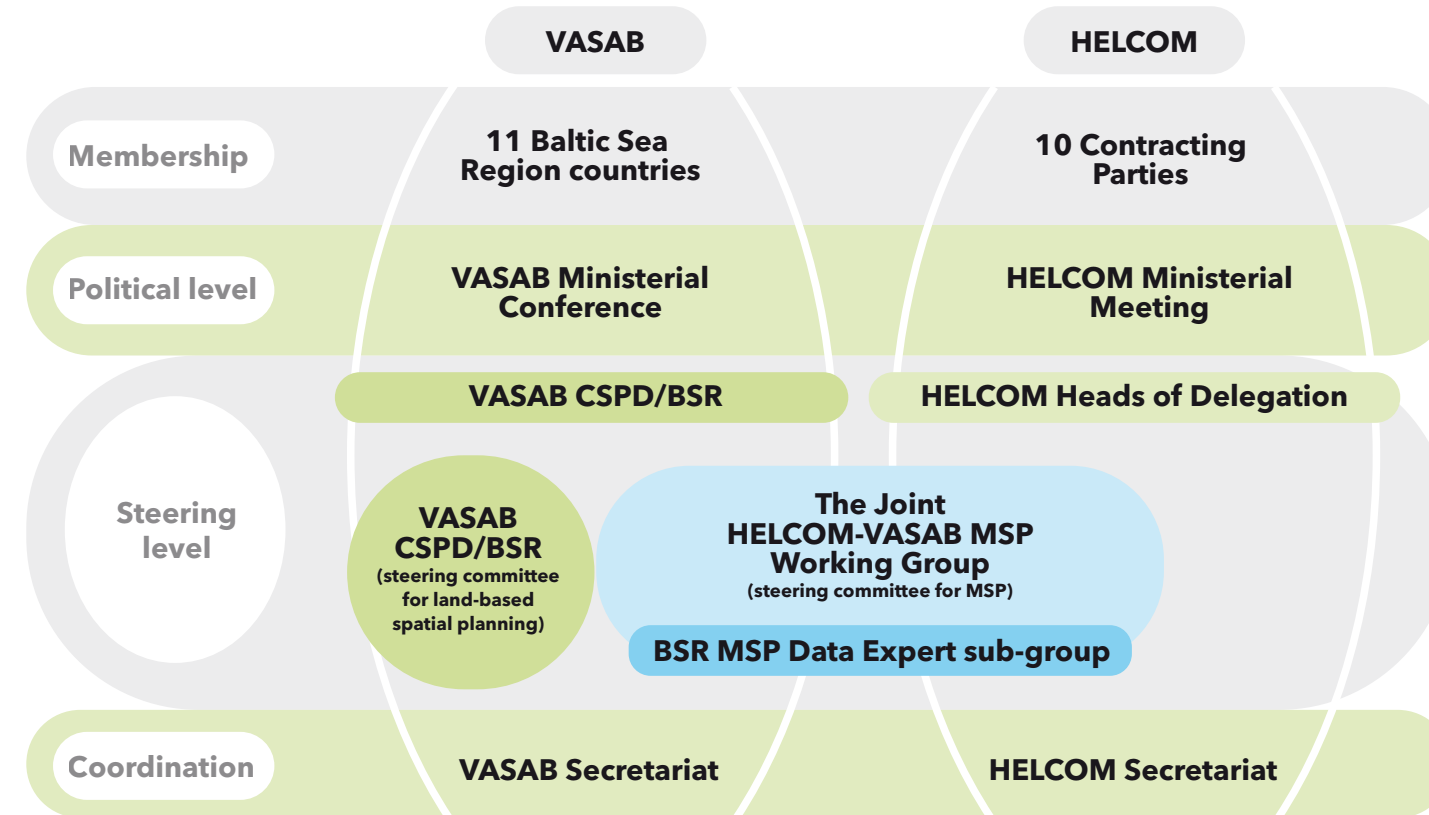 VASAB
HELCOM
Membership
11 Baltic Sea
Region countries
10 Contracting
Parties
Political level
VASAB Ministerial
Conference
HELCOM Ministerial
Meeting
VASAB CSPD/BSR
HELCOM Heads of Delegation
Steering
level
VASAB
CSPD/BSR
(steering committee
for land-based
spatial planning)
The Joint
HELCOM-VASAB MSP
Working Group
(steering committee for MSP)
BSR MSP Data Expert sub-group
Coordination
VASAB Secretariat
HELCOM Secretariat